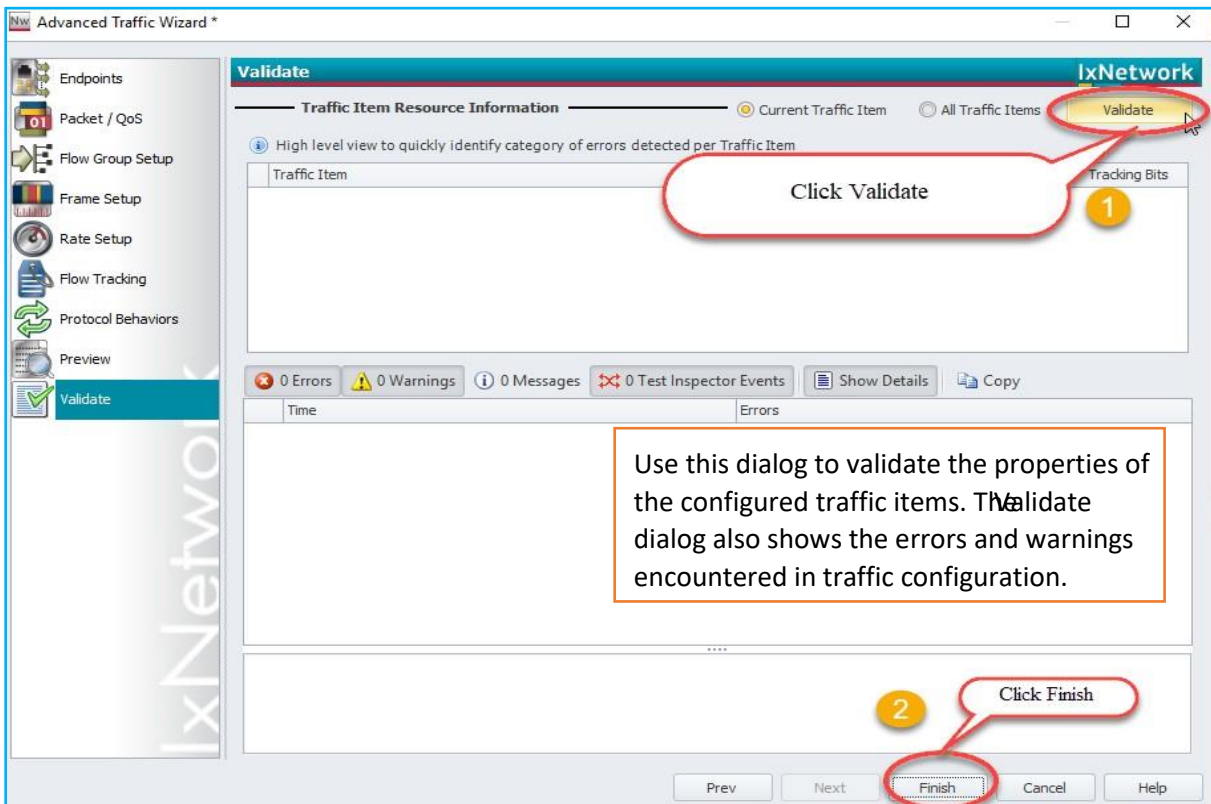 Nw Advanced Traffic Wizard *
Endpoints
Packet / QoS
Flow Group Setup
Frame Setup
Rate Setup
Flow Tracking
Protocol Behaviors
Preview
Validate
IxNetwork
Validate
IxNetwork
Traffic Item Resource Information
Current Traffic Item
All Traffic Items
Validate
High level view to quickly identify category of errors detected per Traffic Item
Traffic Item
Tracking Bits
Click Validate
1
0 Errors
0 Warnings
0 Messages
0 Test Inspector Events
Show Details
Copy
Time
Errors
Use this dialog to validate the properties of
the configured traffic items. The Validate
dialog also shows the errors and warnings
encountered in traffic configuration.
Click Finish
2
Prev
Next
Finish
Cancel
Help